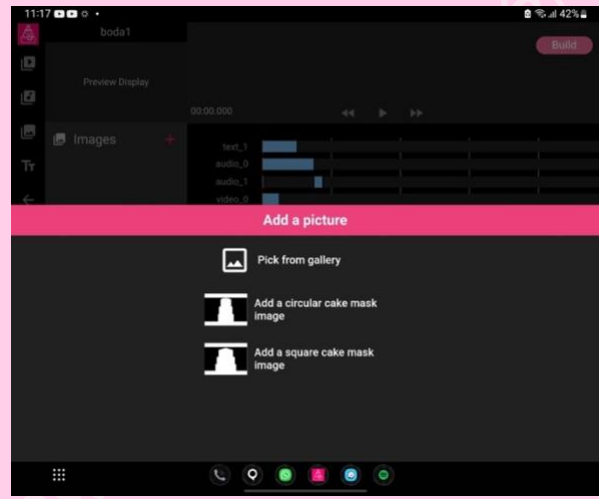 11:17
42%
boda1
Build
Preview Display
00:00.000
Images
+
text_1
audio_0
audio_1
video_0
Tт
Add a picture
Pick from gallery
Add a circular cake mask
image
Add a square cake mask
image